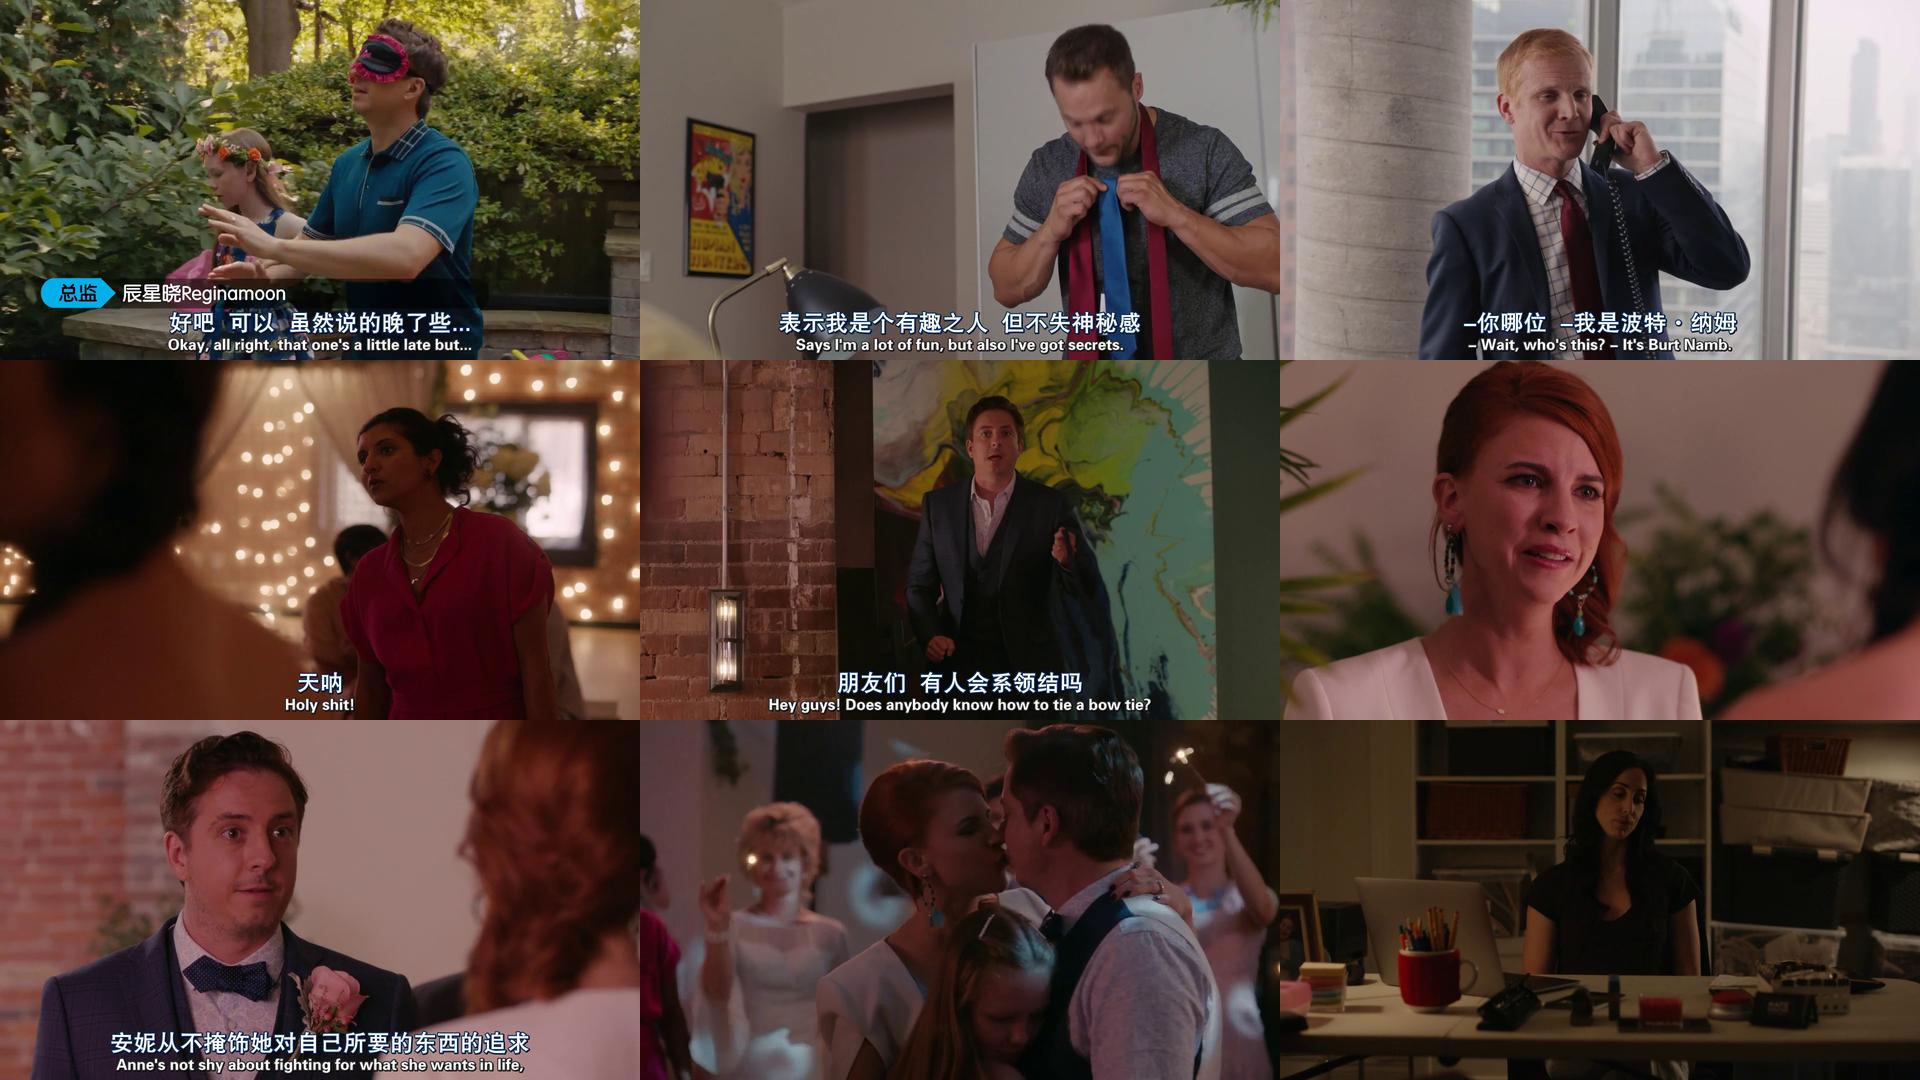 总监 辰星晓Reginamoon
好吧 可以 虽然说的晚了些...
Okay, all right, that one's a little late but...
表示我是个有趣之人 但不失神秘感
Says I'm a lot of fun, but also I've got secrets.
–你哪位 –我是波特·纳姆
– Wait, who's this? – It's Burt Namb.
天呐
Holy shit!
朋友们 有人会系领结吗
Hey guys! Does anybody know how to tie a bow tie?
安妮从不掩饰她对自己所要的东西的追求
Anne's not shy about fighting for what she wants in life,